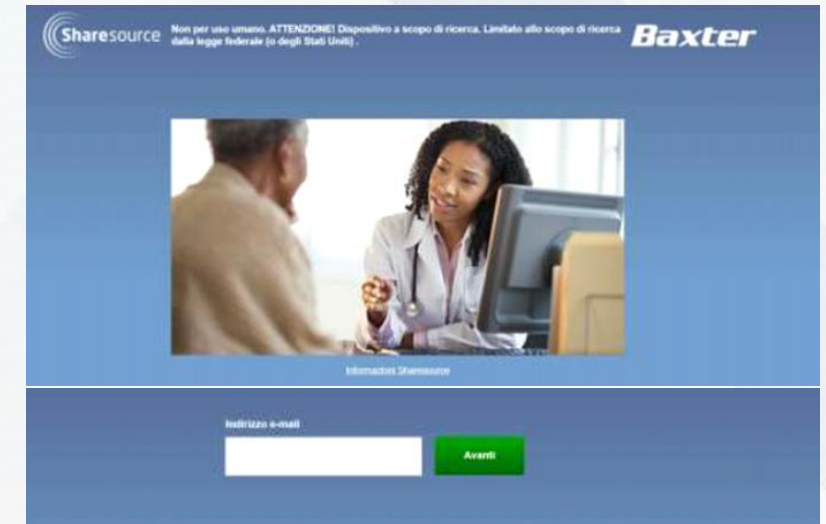 Sharesource
Non per uso umano. ATTENZIONE! Dispositivo a scopo di ricerca. Limitato allo scopo di ricerca
dalla legge federale (o degli Stati Uniti) .
Baxter
Informazioni Sharesource
Indirizzo e-mail
Avanti